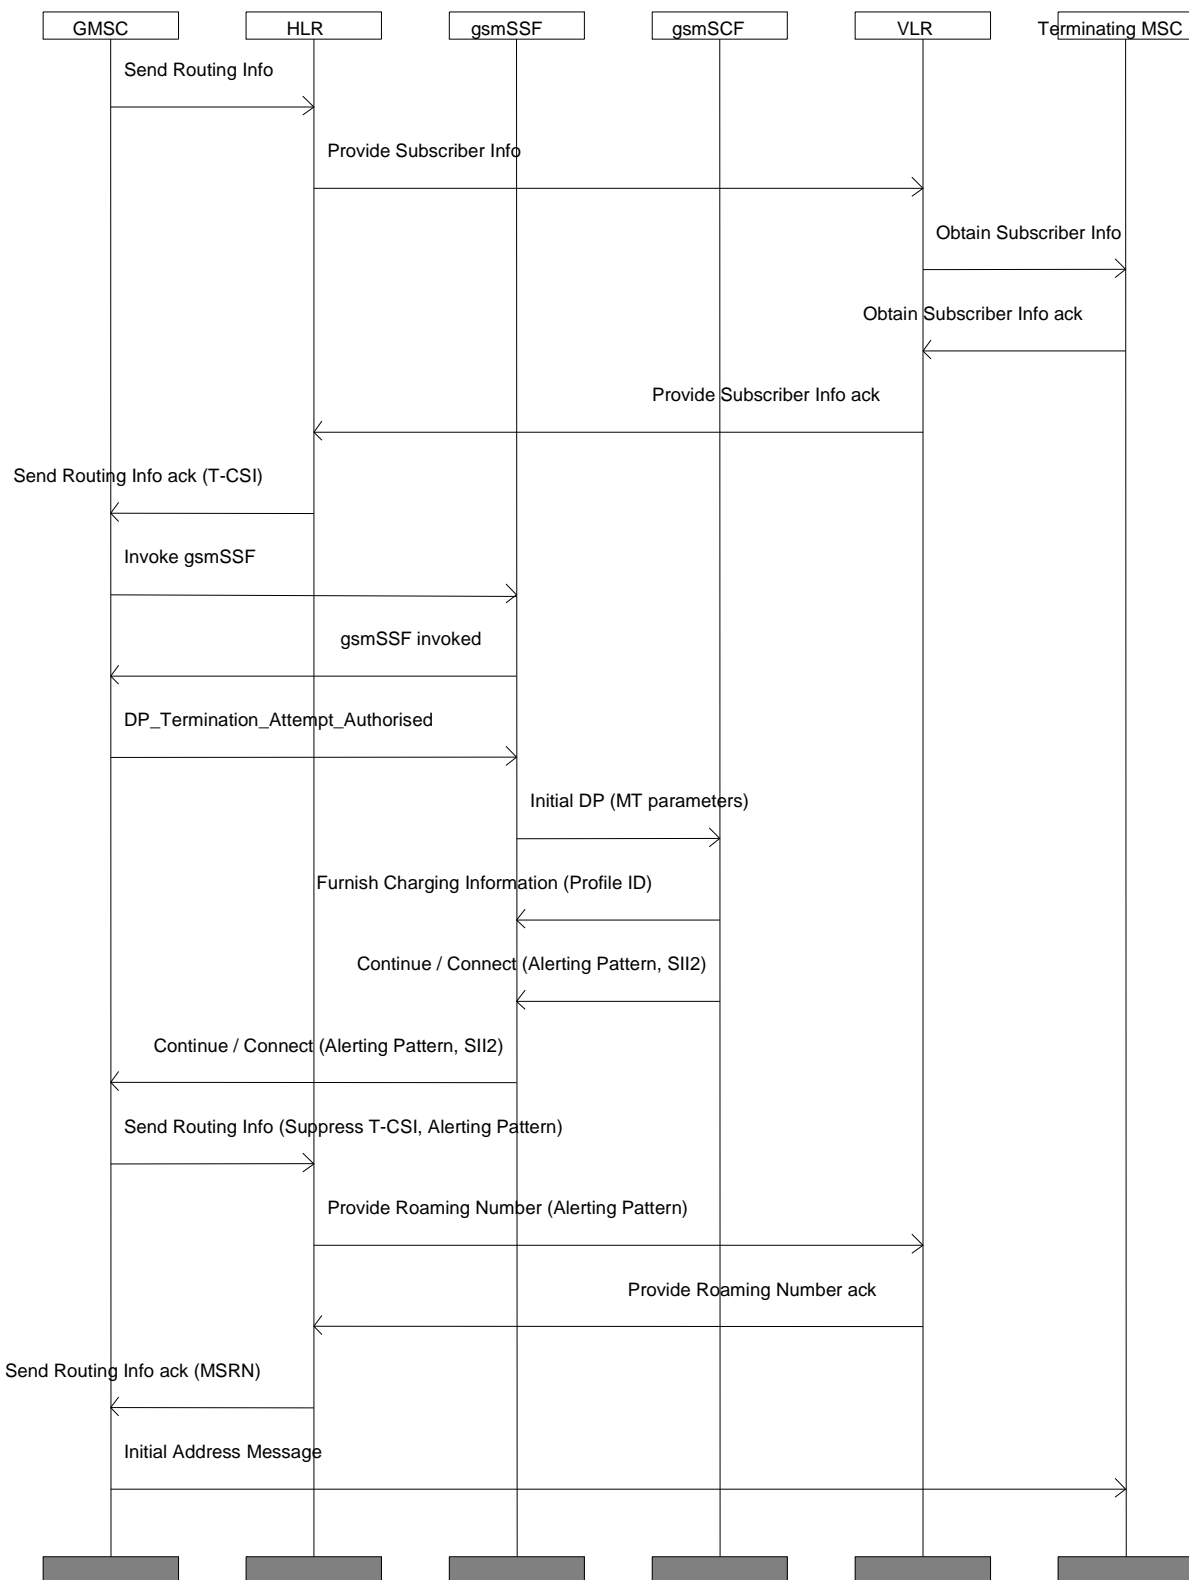 GMSC
HLR
gsmSSF
gsmSCF
VLR
Terminating MSC
Send Routing Info
Provide Subscriber Info
Obtain Subscriber Info
Obtain Subscriber Info ack
Provide Subscriber Info ack
Send Routing Info ack (T-CSI)
Invoke gsmSSF
gsmSSF invoked
DP_Termination_Attempt_Authorised
Initial DP (MT parameters)
Furnish Charging Information (Profile ID)
Continue / Connect (Alerting Pattern, SII2)
Continue / Connect (Alerting Pattern, SII2)
Send Routing Info (Suppress T-CSI, Alerting Pattern)
Provide Roaming Number (Alerting Pattern)
Provide Roaming Number ack
Send Routing Info ack (MSRN)
Initial Address Message